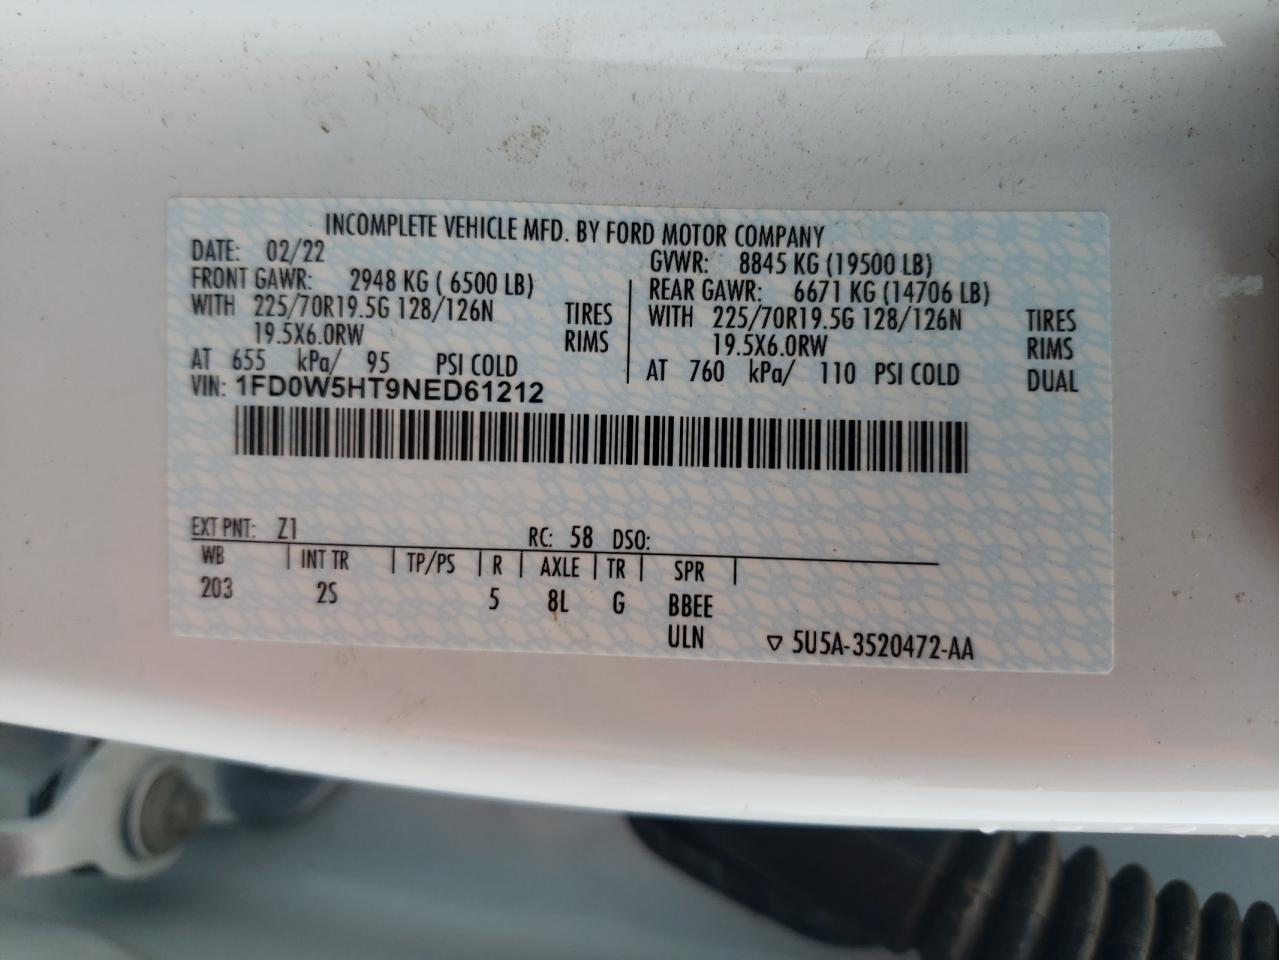 INCOMPLETE VEHICLE MFD. BY FORD MOTOR COMPANY
DATE: 02/22 GVWR: 8845 KG (19500 LB)
FRONT GAWR: 2948 KG ( 6500 LB) REAR GAWR: 6671 KG (14706 LB)
WITH 225/70R19.5G 128/126N TIRES WITH 225/70R19.5G 128/126N TIRES
19.5X6.0RW RIMS 19.5X6.0RW RIMS
AT 655 kPa/ 95 PSI COLD AT 760 kPa/ 110 PSI COLD DUAL
VIN: 1FD0W5HT9NED61212
EXT PNT: Z1 RC: 58 DSO:
WB INT TR TP/PS R AXLE TR SPR
203 2S 5 8L G BBEE
ULN ▽ 5U5A-3520472-AA